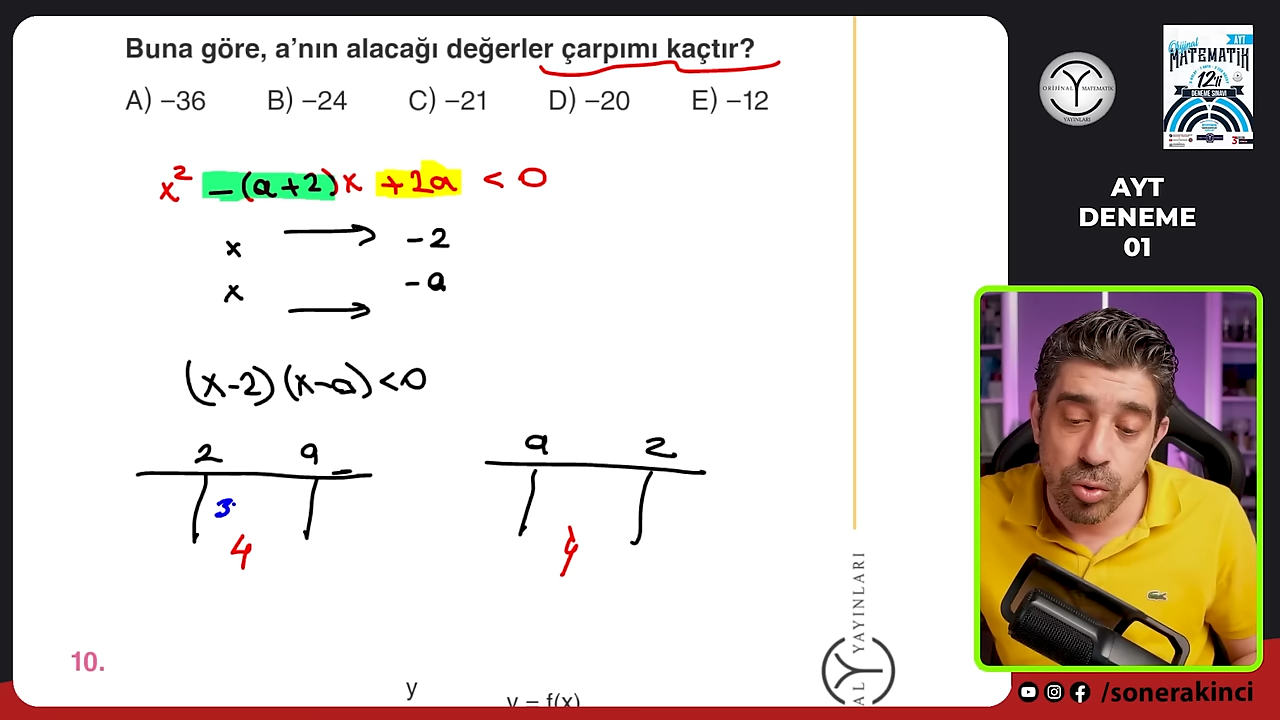 Buna göre, a’nın alacağı değerler çarpımı kaçtır?
A) –36 B) –24 C) –21 D) –20 E) –12
x² –(a+2)x +2a < 0
x → –2
x → –a
(x–2)(x–a)<0
2 a
a 2
3
4
4
10.
y
y = f(x)
YAYINLARI
AL
ORİJİNAL MATEMATİK
YAYINLARI
AYT
Orijinal
MATEMATİK
12'li
DENEME SINAVI
AYT
DENEME
01
/sonerakinci